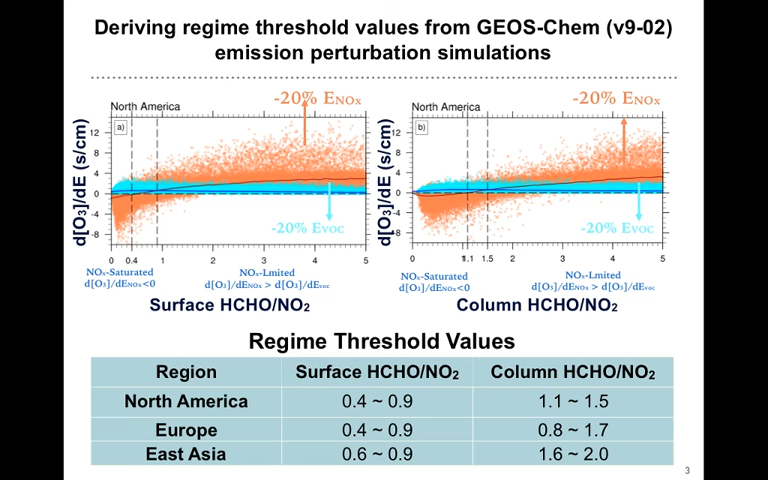 Deriving regime threshold values from GEOS-Chem (v9-02)
emission perturbation simulations
North America
-20% ENOx
a)
d[O3]/dE (s/cm)
12
8
4
0
-4
-8
-20% EVOC
0 0.4 1 2 3 4 5
NOx-Saturated
d[O3]/dENOx<0
NOx-Lmited
d[O3]/dENOx > d[O3]/dEvoc
Surface HCHO/NO2
North America
-20% ENOx
b)
d[O3]/dE (s/cm)
12
8
4
0
-4
-8
-20% EVOC
0 1.1 1.5 2 3 4 5
NOx-Saturated
d[O3]/dENOx<0
NOx-Lmited
d[O3]/dENOx > d[O3]/dEvoc
Column HCHO/NO2
Regime Threshold Values
Region Surface HCHO/NO2 Column HCHO/NO2
North America 0.4 ~ 0.9 1.1 ~ 1.5
Europe 0.4 ~ 0.9 0.8 ~ 1.7
East Asia 0.6 ~ 0.9 1.6 ~ 2.0
3